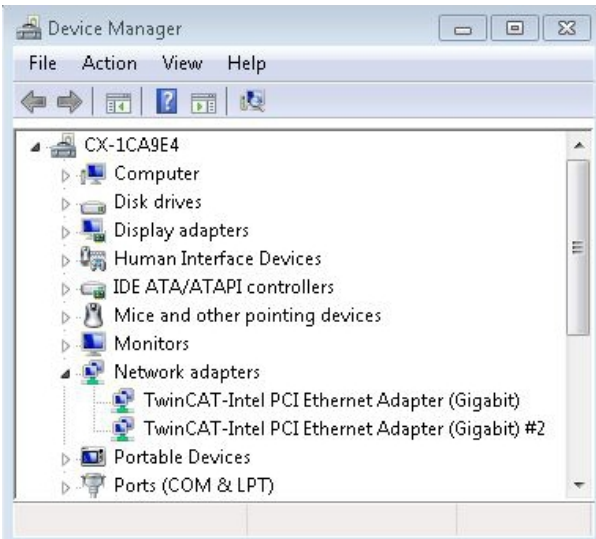 Device Manager
File Action View Help
CX-1CA9E4
Computer
Disk drives
Display adapters
Human Interface Devices
IDE ATA/ATAPI controllers
Mice and other pointing devices
Monitors
Network adapters
TwinCAT-Intel PCI Ethernet Adapter (Gigabit)
TwinCAT-Intel PCI Ethernet Adapter (Gigabit) #2
Portable Devices
Ports (COM & LPT)